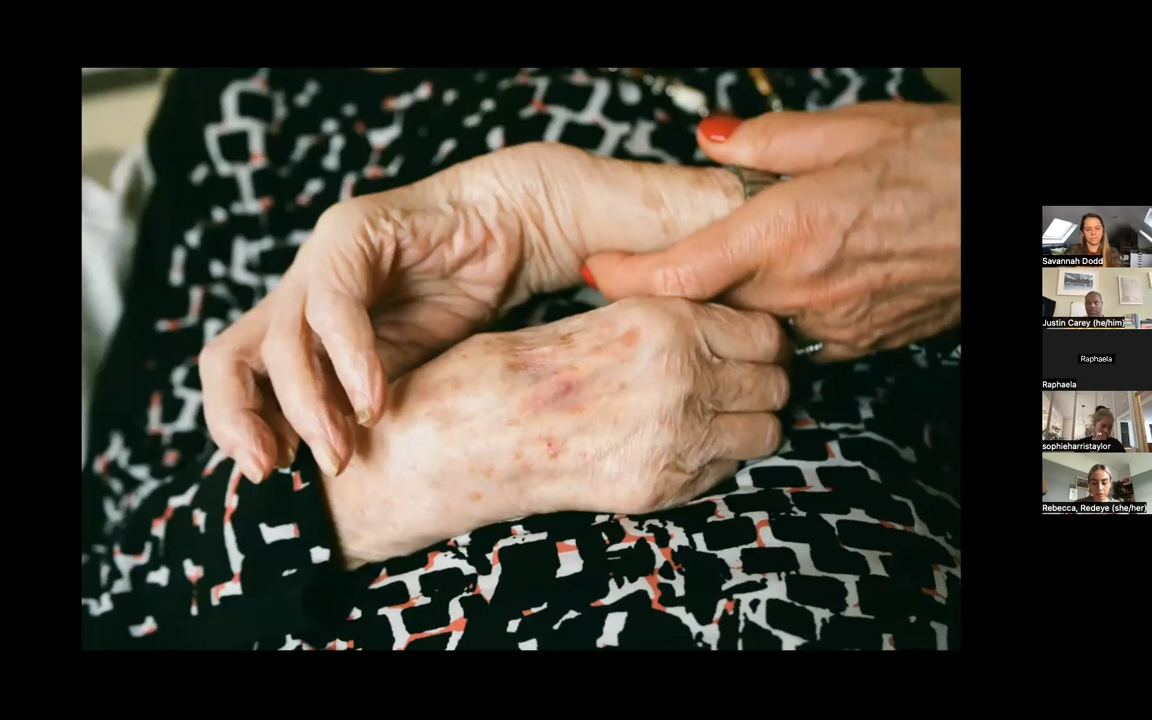 Savannah Dodd
Justin Carey (he/him)
Raphaela
Raphaela
sophieharristaylor
Rebecca, Redeye (she/her)